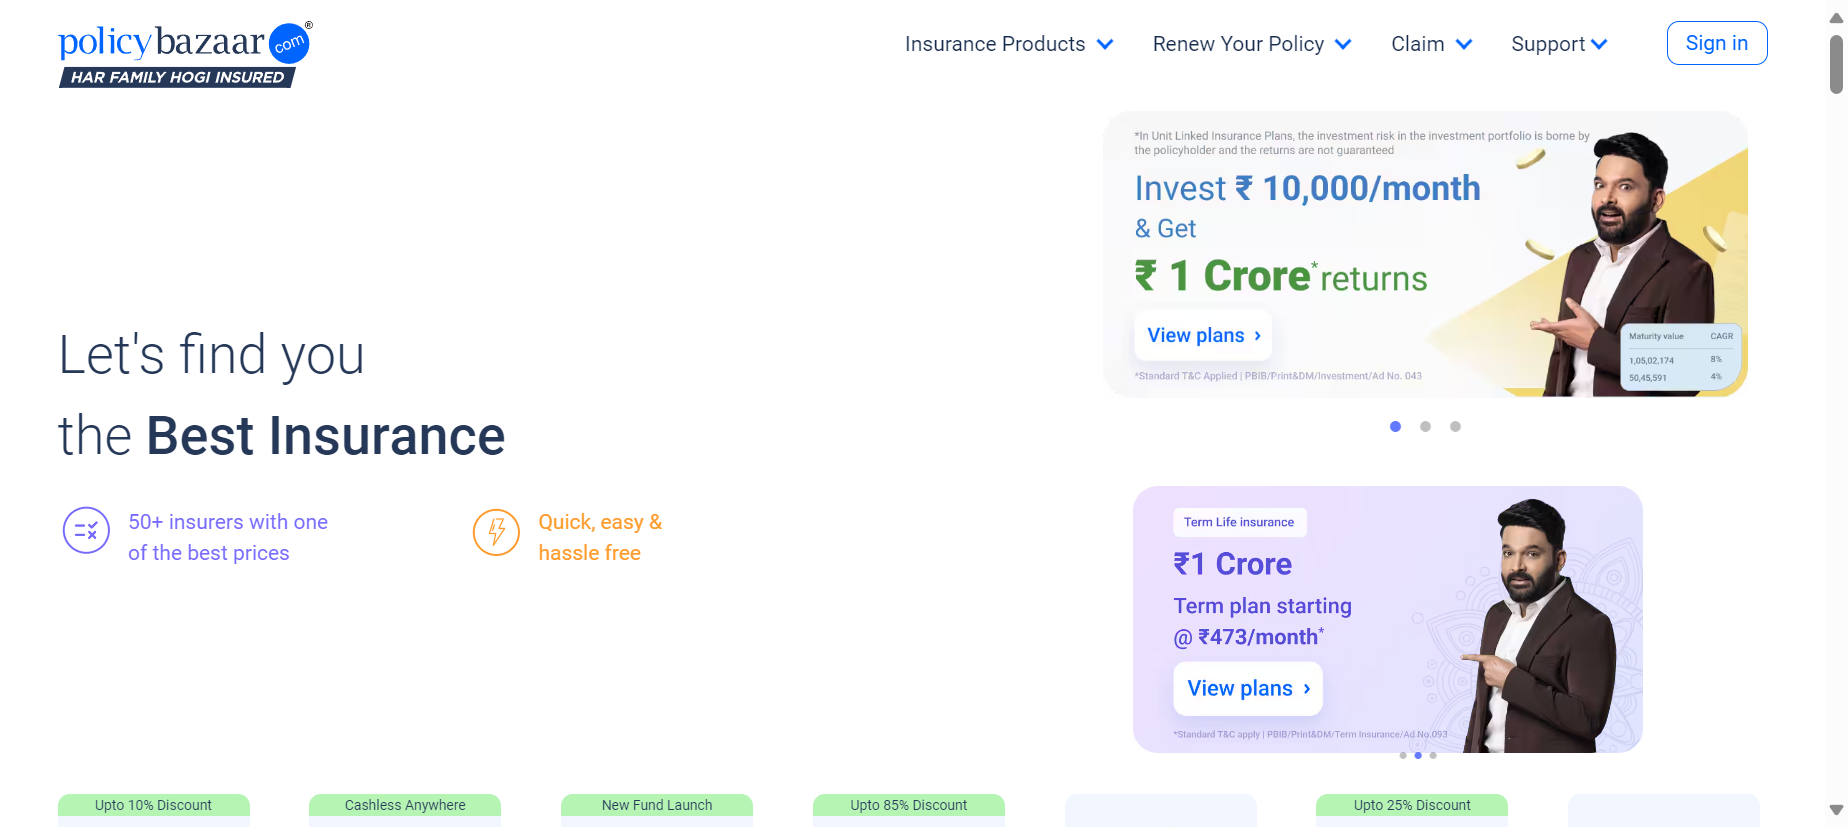 policybazaar.com®
HAR FAMILY HOGI INSURED
Insurance Products
Renew Your Policy
Claim
Support
Sign in
*In Unit Linked Insurance Plans, the investment risk in the investment portfolio is borne by
the policyholder and the returns are not guaranteed
Invest ₹ 10,000/month
& Get
₹ 1 Crore* returns
View plans ›
*Standard T&C Applied | PBIB/Print&DM/Investment/Ad No. 043
Maturity value CAGR
1,05,02,174 8%
50,45,591 4%
Let's find you
the Best Insurance
50+ insurers with one
of the best prices
Quick, easy &
hassle free
Term Life insurance
₹1 Crore
Term plan starting
@ ₹473/month*
View plans ›
*Standard T&C apply | PBIB/Print&DM/Term Insurance/Ad No.093
Upto 10% Discount
Cashless Anywhere
New Fund Launch
Upto 85% Discount
Upto 25% Discount